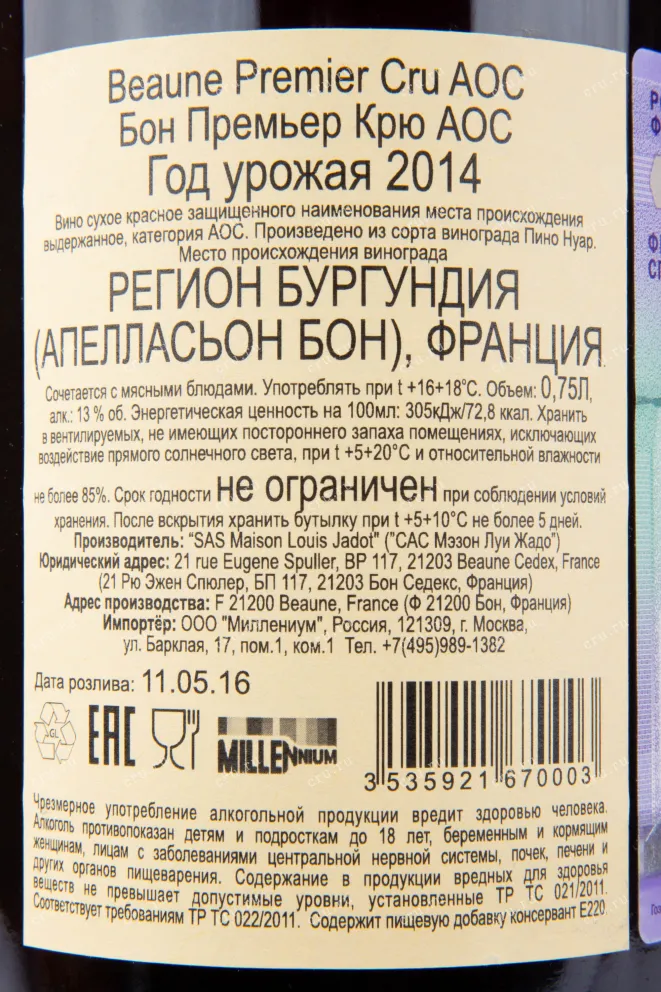 Beaune Premier Cru AOC
Бон Премьер Крю АОС
Год урожая 2014
Вино сухое красное защищенного наименования места происхождения
выдержанное, категория АОС. Произведено из сорта винограда Пино Нуар.
Место происхождения винограда
РЕГИОН БУРГУНДИЯ
(АПЕЛЛАСЬОН БОН), ФРАНЦИЯ
Сочетается с мясными блюдами. Употреблять при t +16+18°С. Объем: 0,75Л,
алк.: 13 % об. Энергетическая ценность на 100мл: 305кДж/72,8 ккал. Хранить
в вентилируемых, не имеющих постороннего запаха помещениях, исключающих
воздействие прямого солнечного света, при t +5+20°С и относительной влажности
не более 85%. Срок годности не ограничен при соблюдении условий
хранения. После вскрытия хранить бутылку при t +5+10°С не более 5 дней.
Производитель: "SAS Maison Louis Jadot" ("САС Мэзон Луи Жадо")
Юридический адрес: 21 rue Eugene Spuller, BP 117, 21203 Beaune Cedex, France
(21 Рю Эжен Спюлер, БП 117, 21203 Бон Седекс, Франция)
Адрес производства: F 21200 Beaune, France (Ф 21200 Бон, Франция)
Импортёр: ООО "Миллениум", Россия, 121309, г. Москва,
ул. Барклая, 17, пом.1, ком.1 Тел. +7(495)989-1382
Дата розлива: 11.05.16
GL
EAC
MILLENNIUM
3 535921 670003
Чрезмерное употребление алкогольной продукции вредит здоровью человека.
Алкоголь противопоказан детям и подросткам до 18 лет, беременным и кормящим
женщинам, лицам с заболеваниями центральной нервной системы, почек, печени и
других органов пищеварения. Содержание в продукции вредных для здоровья
веществ не превышает допустимые уровни, установленные ТР ТС 021/2011.
Соответствует требованиям ТР ТС 022/2011. Содержит пищевую добавку консервант Е220.